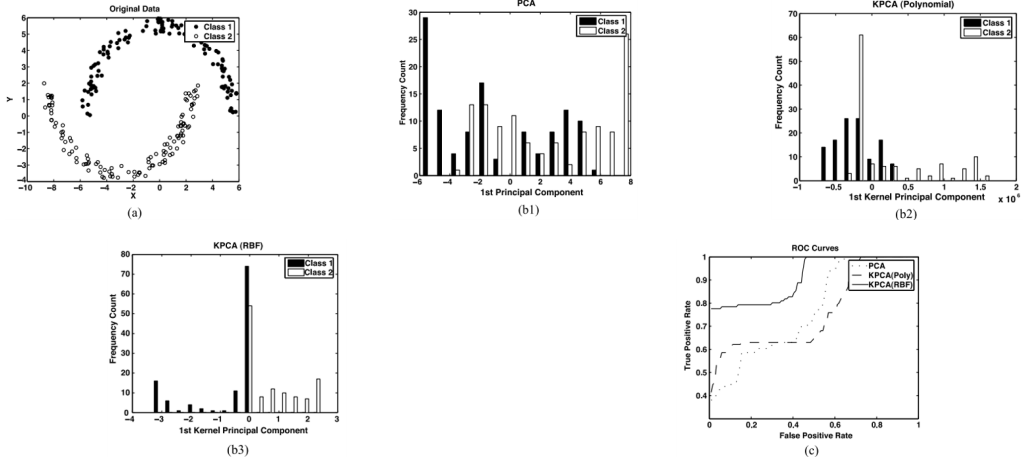 Original Data
Class 1
Class 2
6
5
4
3
2
1
0
−1
−2
−3
−4
Y
−10 −8 −6 −4 −2 0 2 4 6
X
(a)
PCA
Class 1
Class 2
30
25
20
15
10
5
0
Frequency Count
−6 −4 −2 0 2 4 6 8
1st Principal Component
(b1)
KPCA (Polynomial)
Class 1
Class 2
70
60
50
40
30
20
10
0
Frequency Count
−1 −0.5 0 0.5 1 1.5 2
1st Kernel Principal Component
x 10^6
(b2)
KPCA (RBF)
Class 1
Class 2
80
70
60
50
40
30
20
10
0
Frequency Count
−4 −3 −2 −1 0 1 2 3
1st Kernel Principal Component
(b3)
ROC Curves
PCA
KPCA(Poly)
KPCA(RBF)
1
0.9
0.8
0.7
0.6
0.5
0.4
True Positive Rate
0 0.2 0.4 0.6 0.8 1
False Positive Rate
(c)